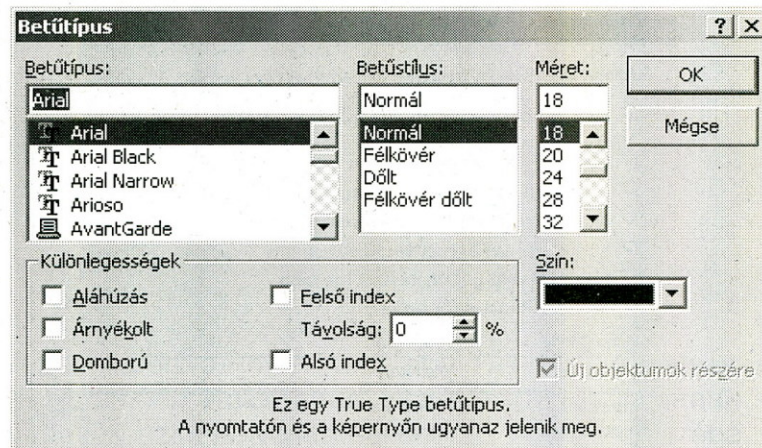 Betűtípus
Betűtípus: Betűstílus: Méret:
Arial Normál 18 OK
Arial Normál 18 Mégse
Arial Black Félkövér 20
Arial Narrow Dőlt 24
Arioso Félkövér dőlt 28
AvantGarde 32
Különlegességek Szín:
Aláhúzás Felső index
Árnyékolt Távolság: 0 %
Domború Alsó index Új objektumok részére
Ez egy True Type betűtípus.
A nyomtatón és a képernyőn ugyanaz jelenik meg.